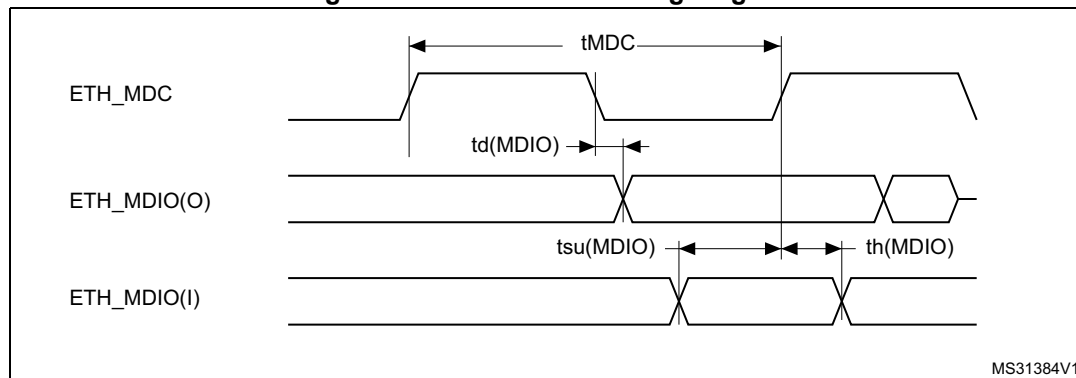 tMDC
ETH_MDC
td(MDIO)
ETH_MDIO(O)
tsu(MDIO)
th(MDIO)
ETH_MDIO(I)
MS31384V1